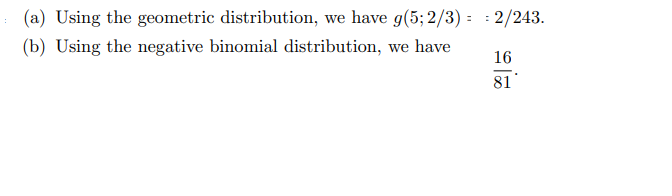 (a) Using the geometric distribution, we have g(5; 2/3) = : 2/243.
(b) Using the negative binomial distribution, we have
16
81.